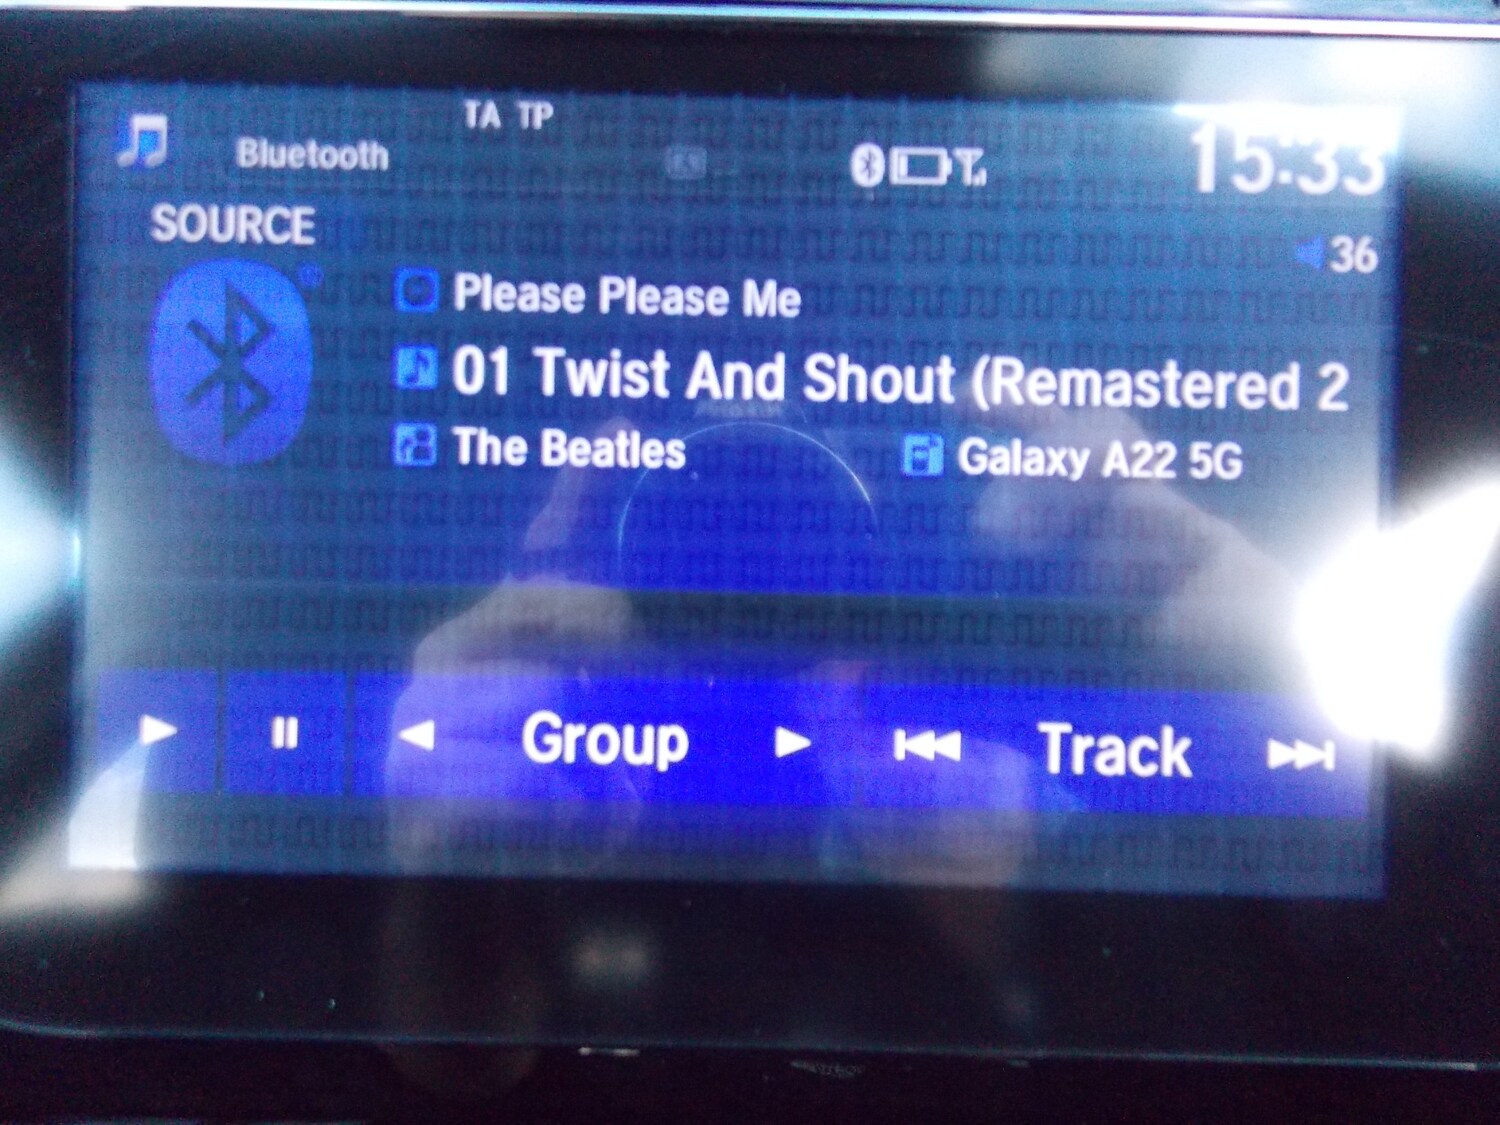 TA TP
Bluetooth
15:33
SOURCE
36
Please Please Me
01 Twist And Shout (Remastered 2
The Beatles
Galaxy A22 5G
Group
Track